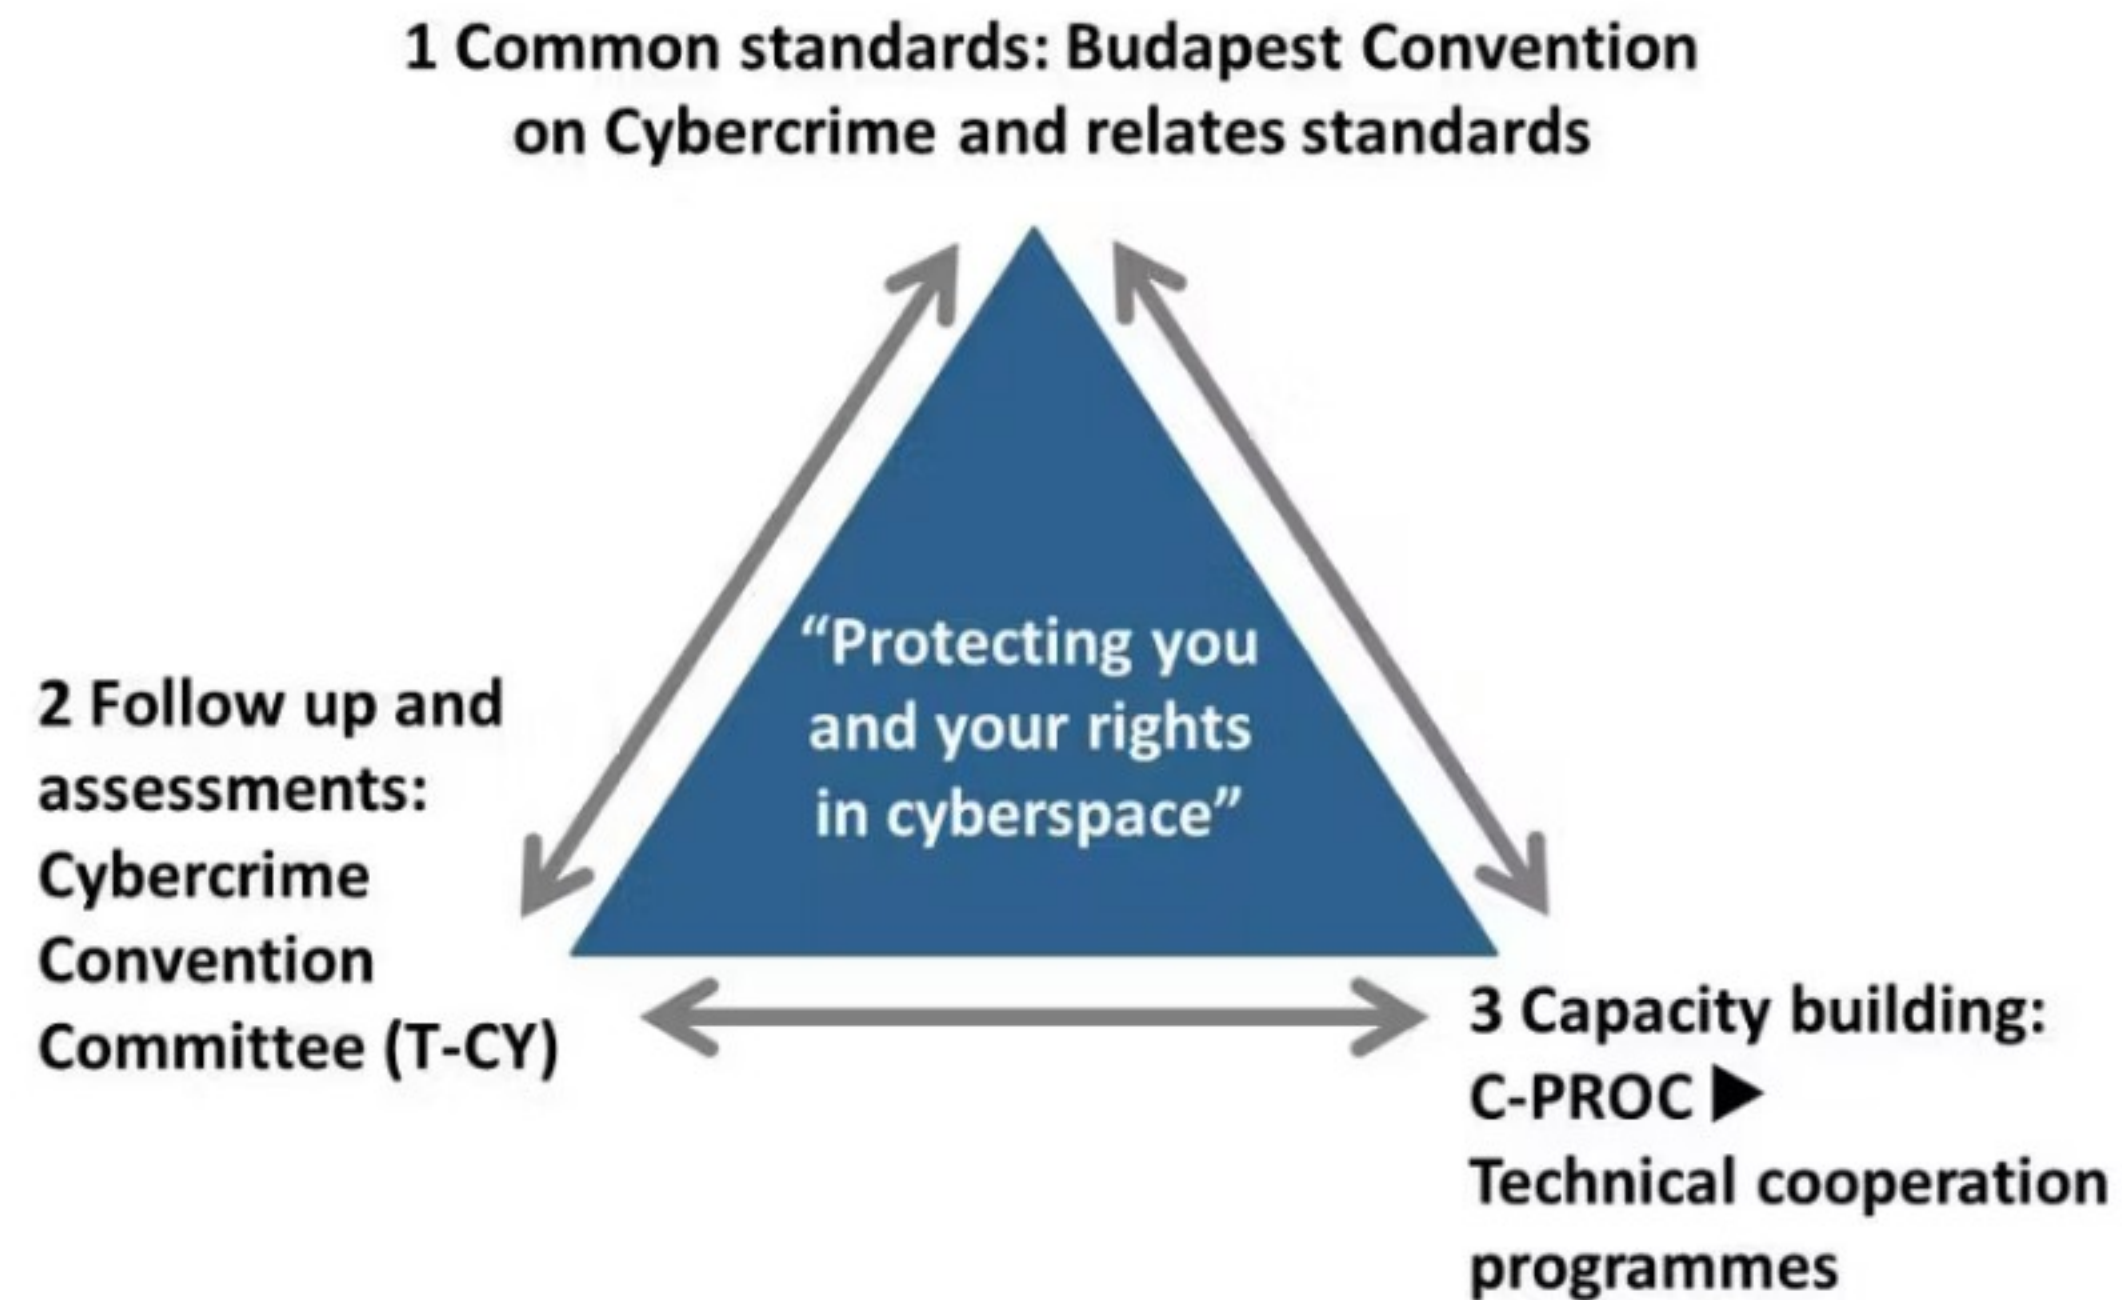 1 Common standards: Budapest Convention
on Cybercrime and relates standards
“Protecting you
and your rights
in cyberspace”
2 Follow up and
assessments:
Cybercrime
Convention
Committee (T-CY)
3 Capacity building:
C-PROC ▶
Technical cooperation
programmes